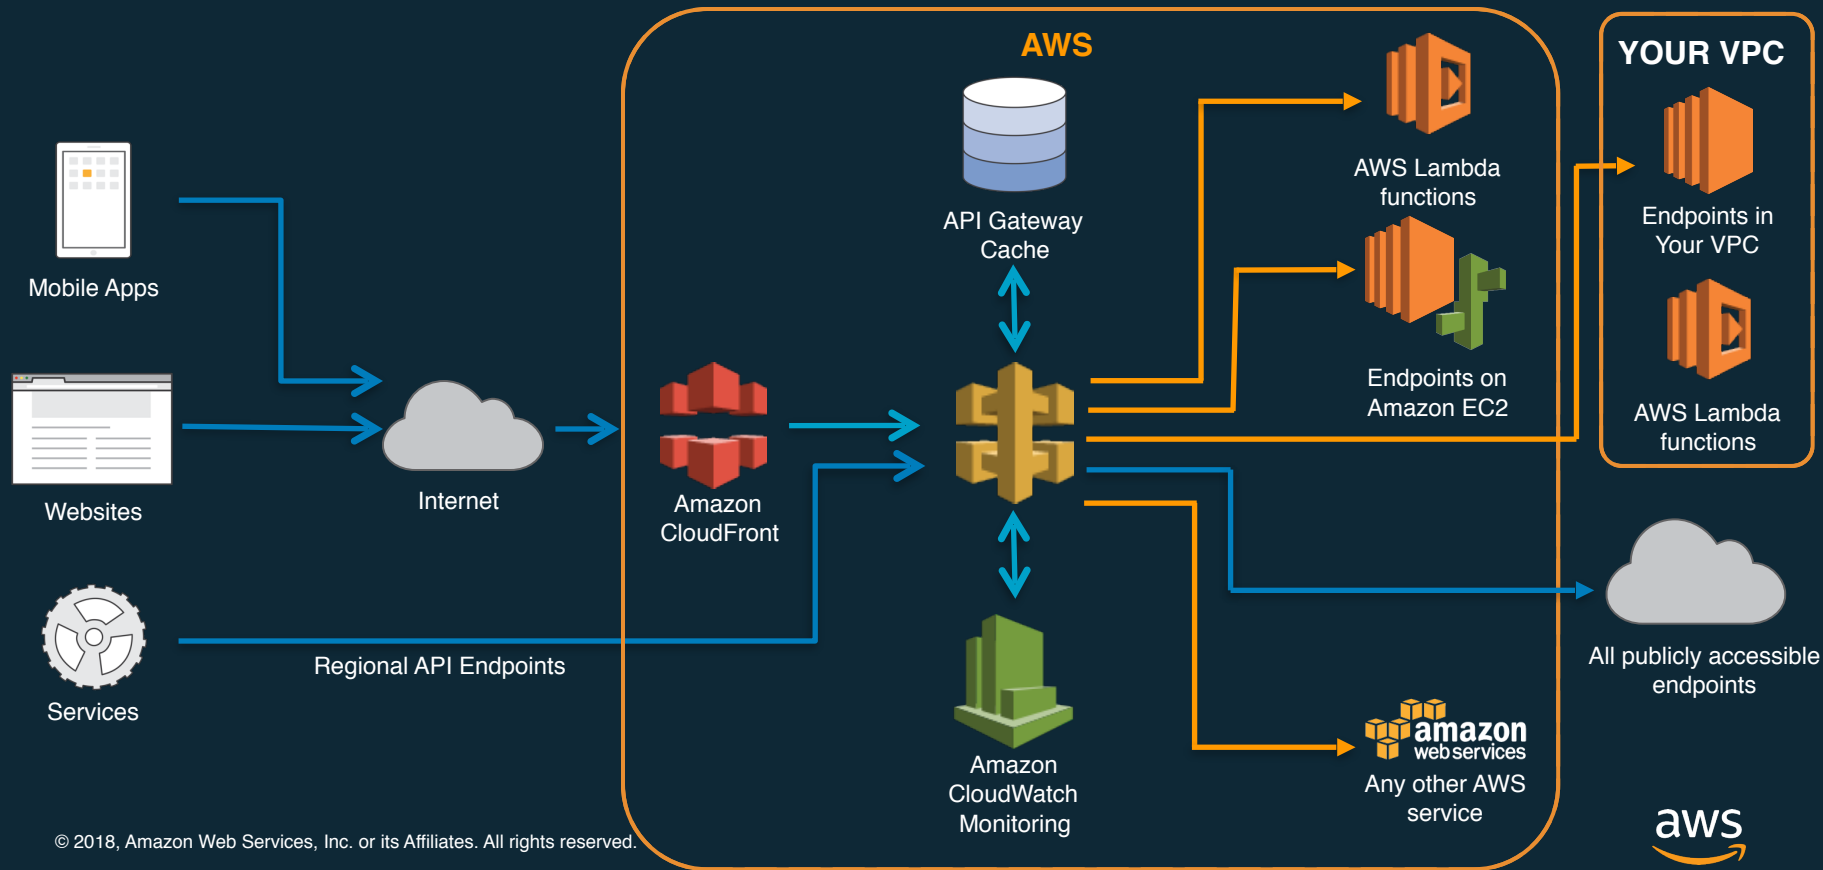 AWS
YOUR VPC
API Gateway
Cache
AWS Lambda
functions
Endpoints in
Your VPC
Mobile Apps
Endpoints on
Amazon EC2
AWS Lambda
functions
Websites
Internet
Amazon
CloudFront
Regional API Endpoints
Services
All publicly accessible
endpoints
amazon
webservices
Amazon
CloudWatch
Monitoring
Any other AWS
service
© 2018, Amazon Web Services, Inc. or its Affiliates. All rights reserved.
aws